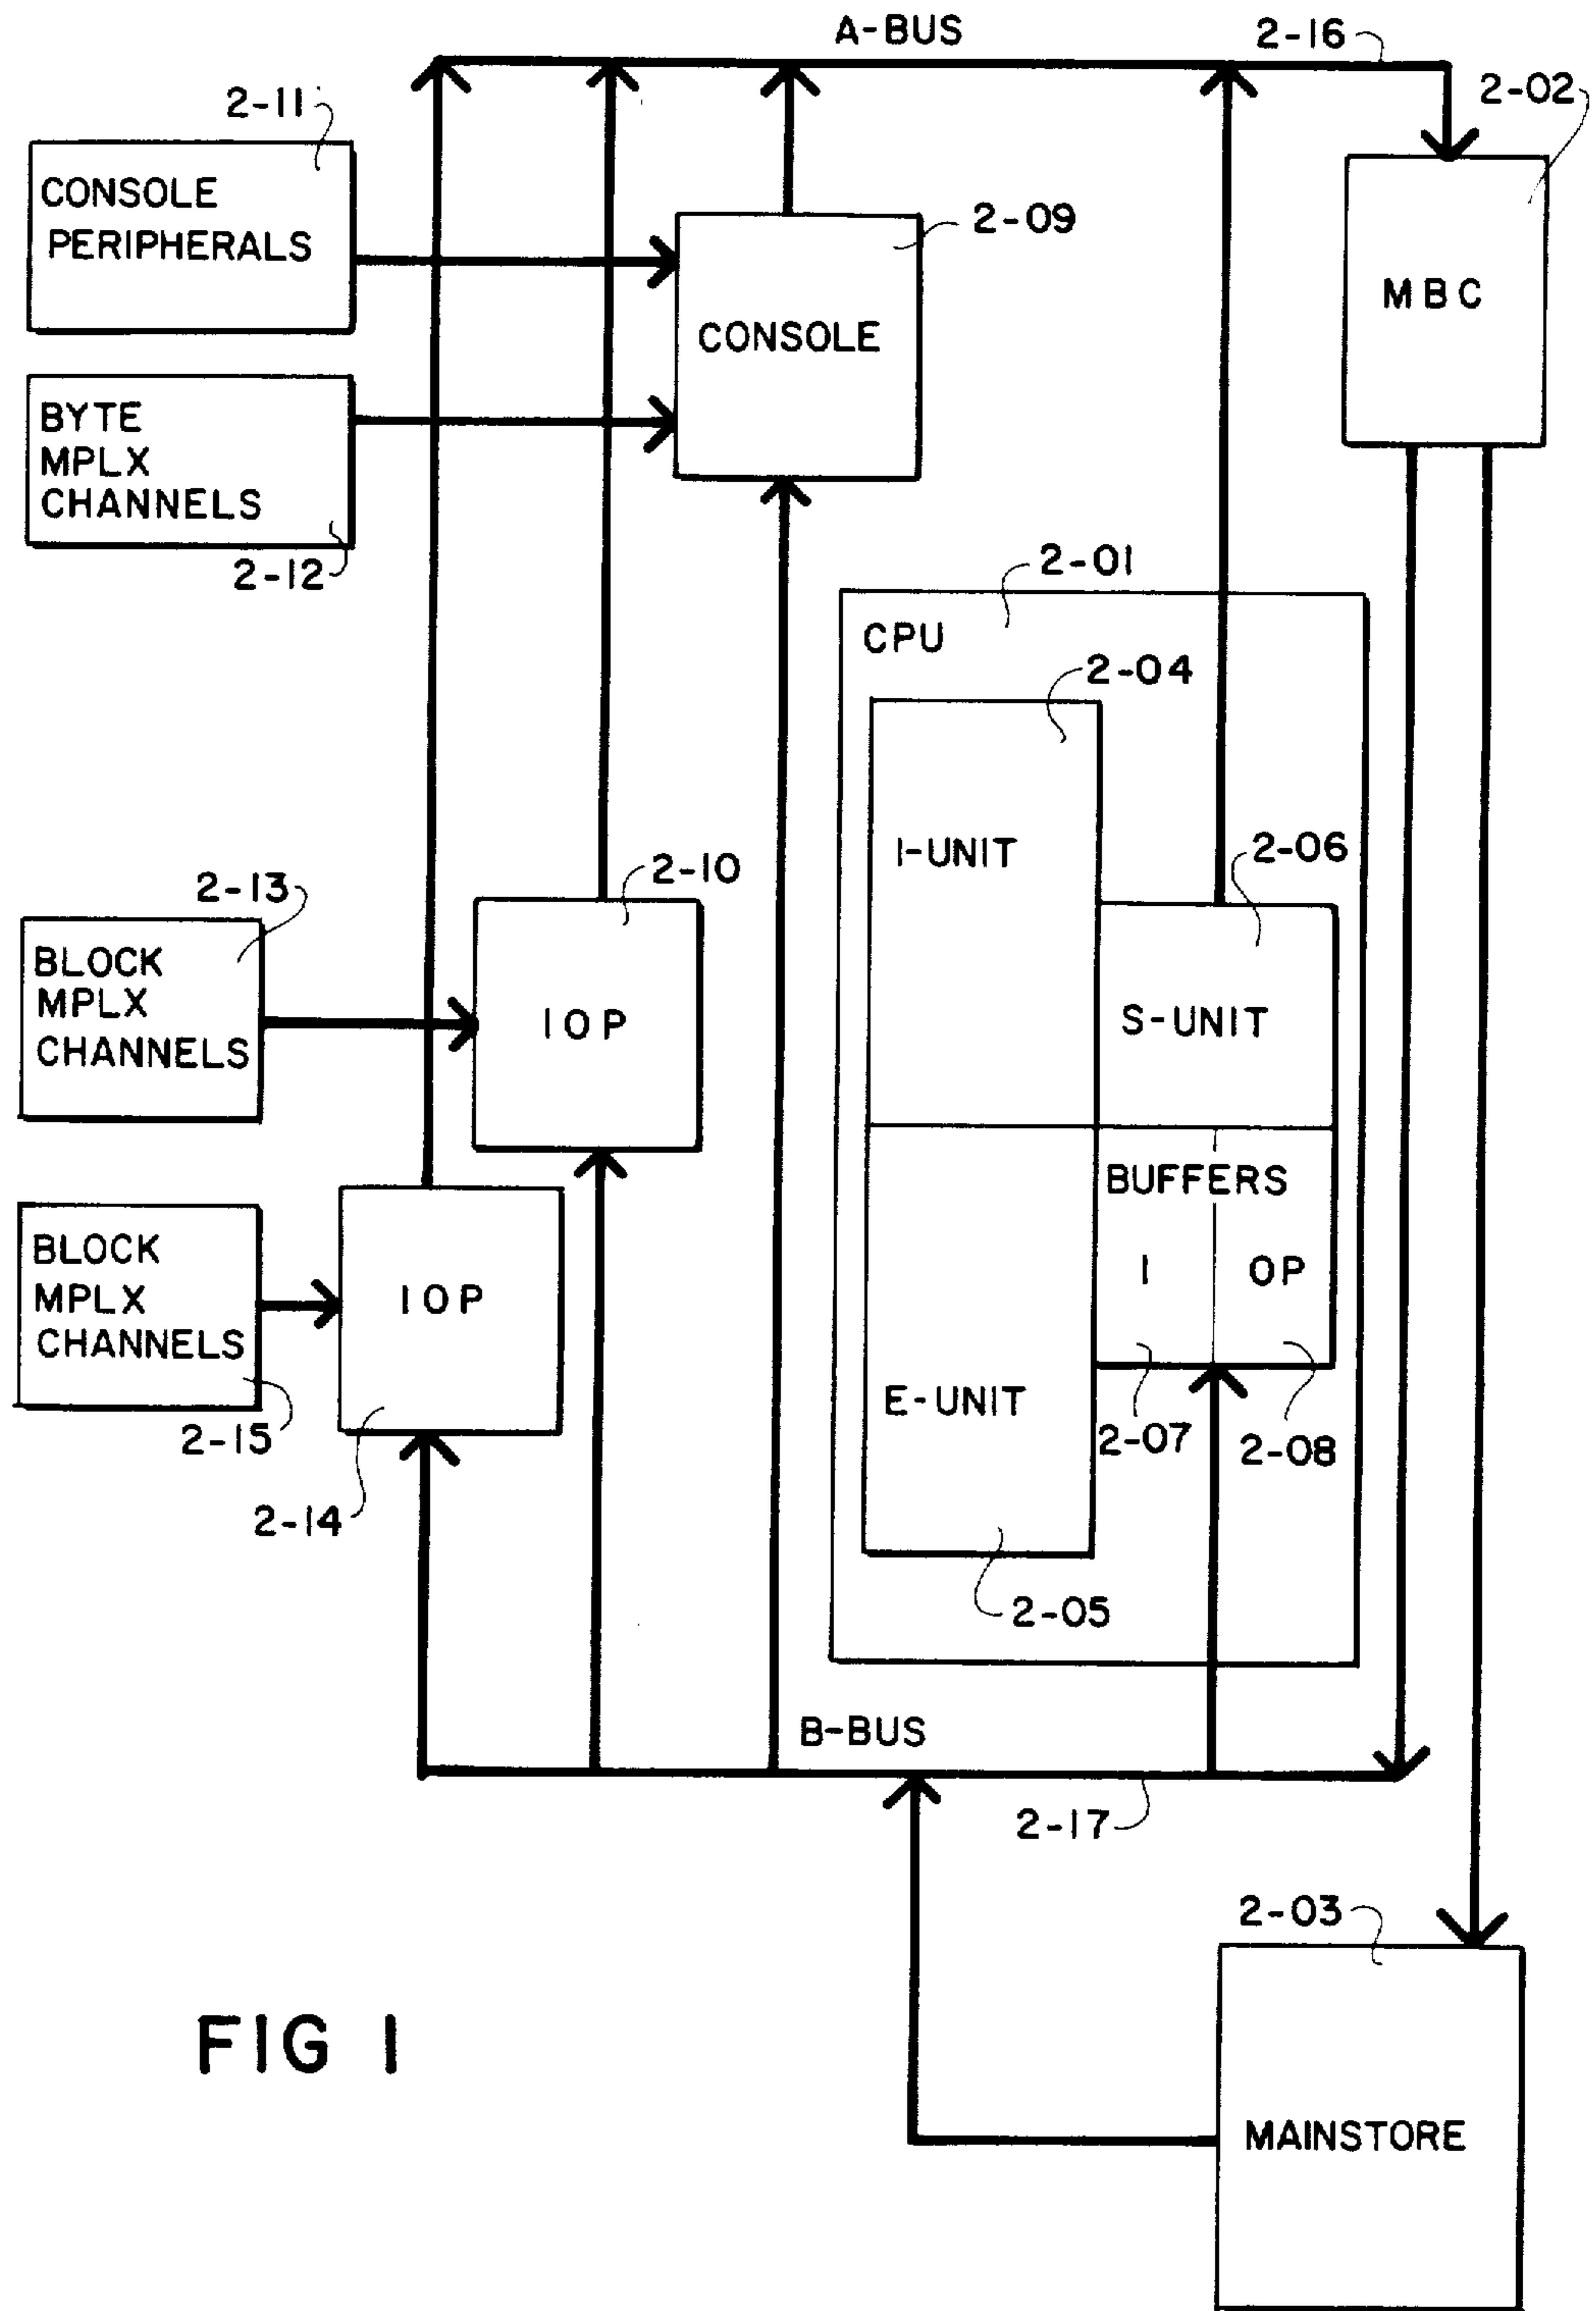 A-BUS
2-16
2-02
2-11
CONSOLE
PERIPHERALS
2-09
MBC
CONSOLE
BYTE
MPLX
CHANNELS
2-12
2-01
CPU
2-04
I-UNIT
2-06
2-10
2-13
BLOCK
MPLX
CHANNELS
IOP
S-UNIT
BUFFERS
I
OP
BLOCK
MPLX
CHANNELS
IOP
E-UNIT
2-07
2-08
2-15
2-14
2-05
B-BUS
2-17
2-03
MAINSTORE
FIG 1